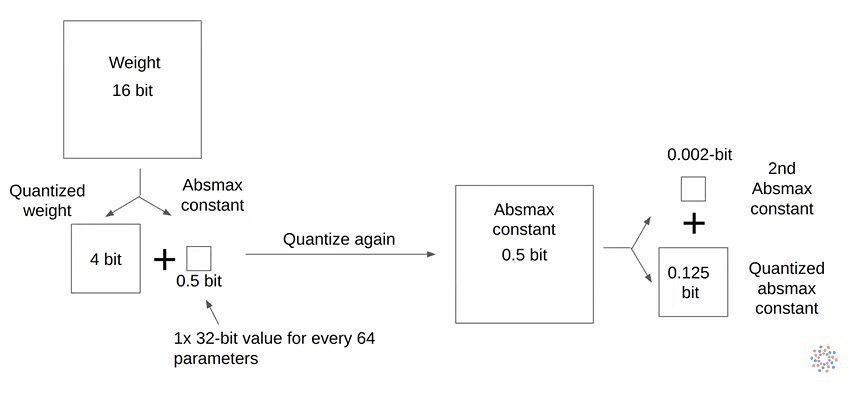 Weight
16 bit
Quantized
weight
Absmax
constant
4 bit
+
0.5 bit
1x 32-bit value for every 64
parameters
Quantize again
Absmax
constant
0.5 bit
0.002-bit
2nd
Absmax
constant
+
0.125
bit
Quantized
absmax
constant